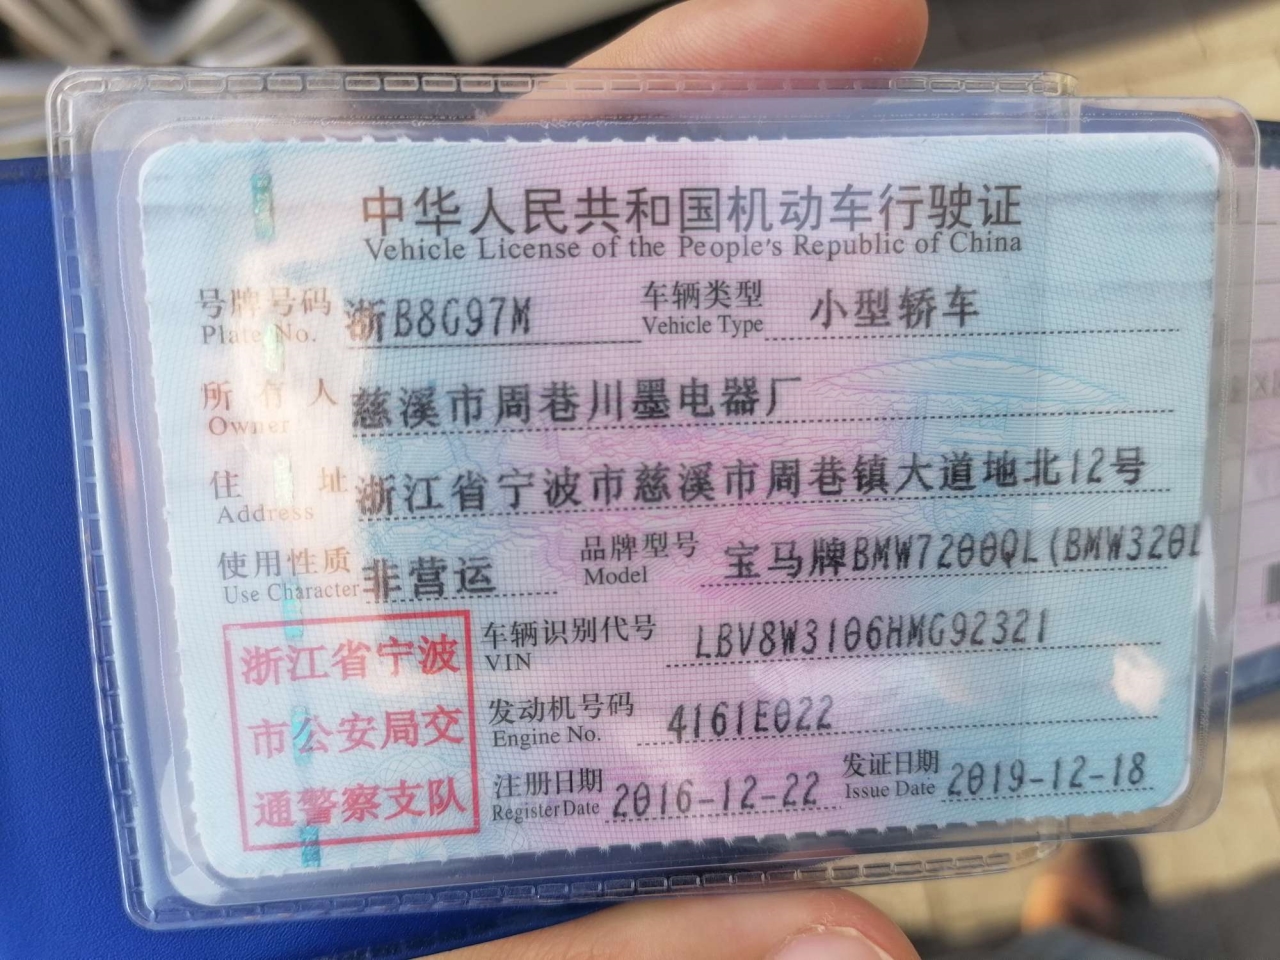 中华人民共和国机动车行驶证
Vehicle License of the People's Republic of China
号牌号码 浙B8G97M 车辆类型 小型轿车
Plate No. Vehicle Type
所有人 慈溪市周巷川墨电器厂
Owner
住址 浙江省宁波市慈溪市周巷镇大道地北12号
Address
使用性质 非营运 品牌型号 宝马牌BMW7200QL(BMW320L
Use Character Model
浙江省宁波
市公安局交
通警察支队
车辆识别代号 LBV8W3106HMG92321
VIN
发动机号码 4161E022
Engine No.
注册日期 2016-12-22 发证日期 2019-12-18
Register Date Issue Date